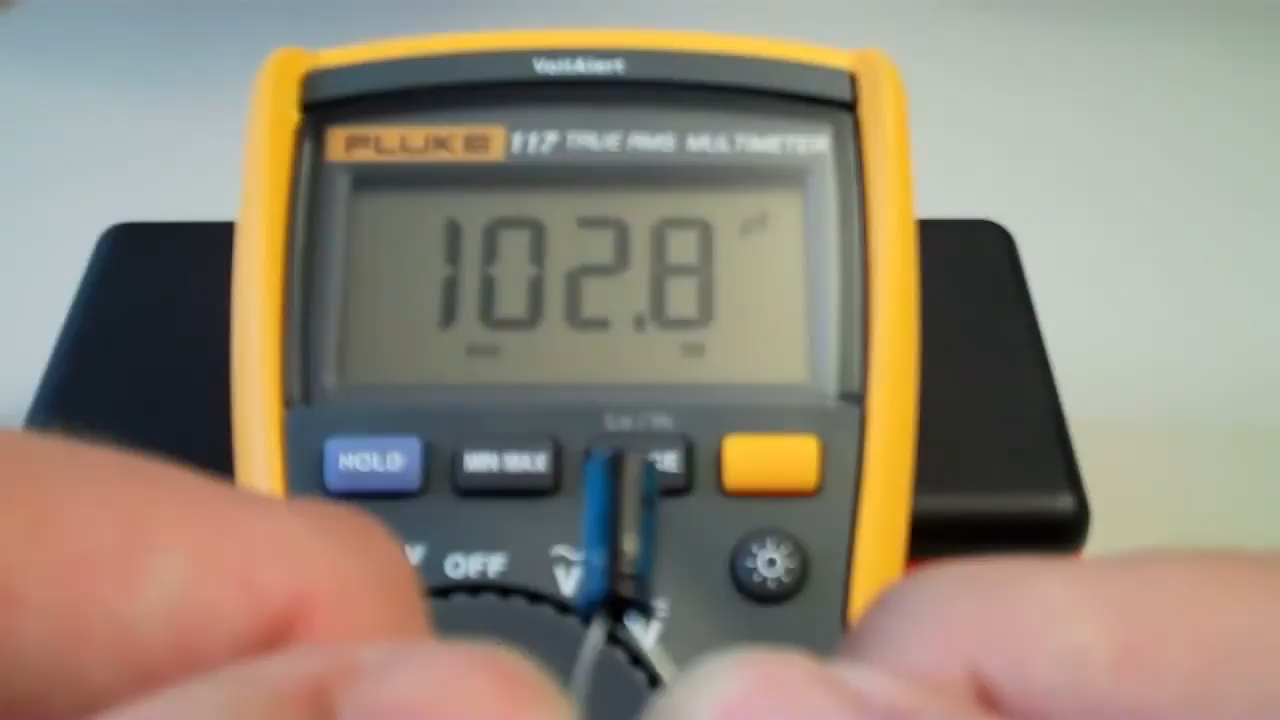 VoltAlert
FLUKE 117 TRUE RMS MULTIMETER
102.8
HOLD MIN MAX
OFF
V
V